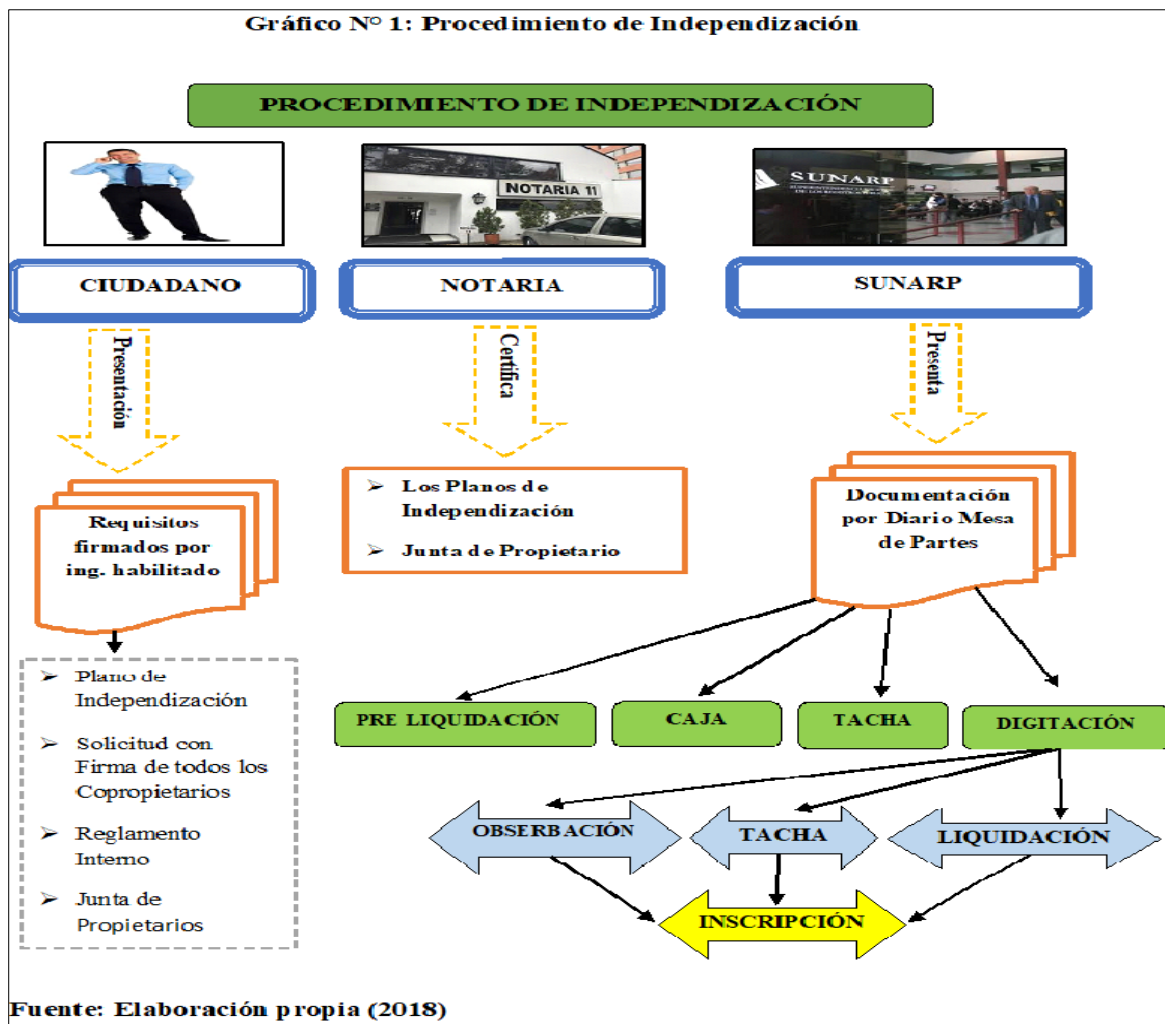 Gráfico N° 1: Procedimiento de Independización
PROCEDIMIENTO DE INDEPENDIZACIÓN
NOTARIA 11
SUNARP
CIUDADANO
NOTARIA
SUNARP
Presentación
Certifica
Presenta
Requisitos
firmados por
ing. habilitado
➤ Los Planos de
Independización
➤ Junta de Propietario
Documentación
por Diario Mesa
de Partes
➤ Plano de
Independización
➤ Solicitud con
Firma de todos los
Copropietarios
➤ Reglamento
Interno
➤ Junta de
Propietarios
PRE LIQUIDACIÓN
CAJA
TACHA
DIGITACIÓN
OBSERBACIÓN
TACHA
LIQUIDACIÓN
INSCRIPCIÓN
Fuente: Elaboración propia (2018)